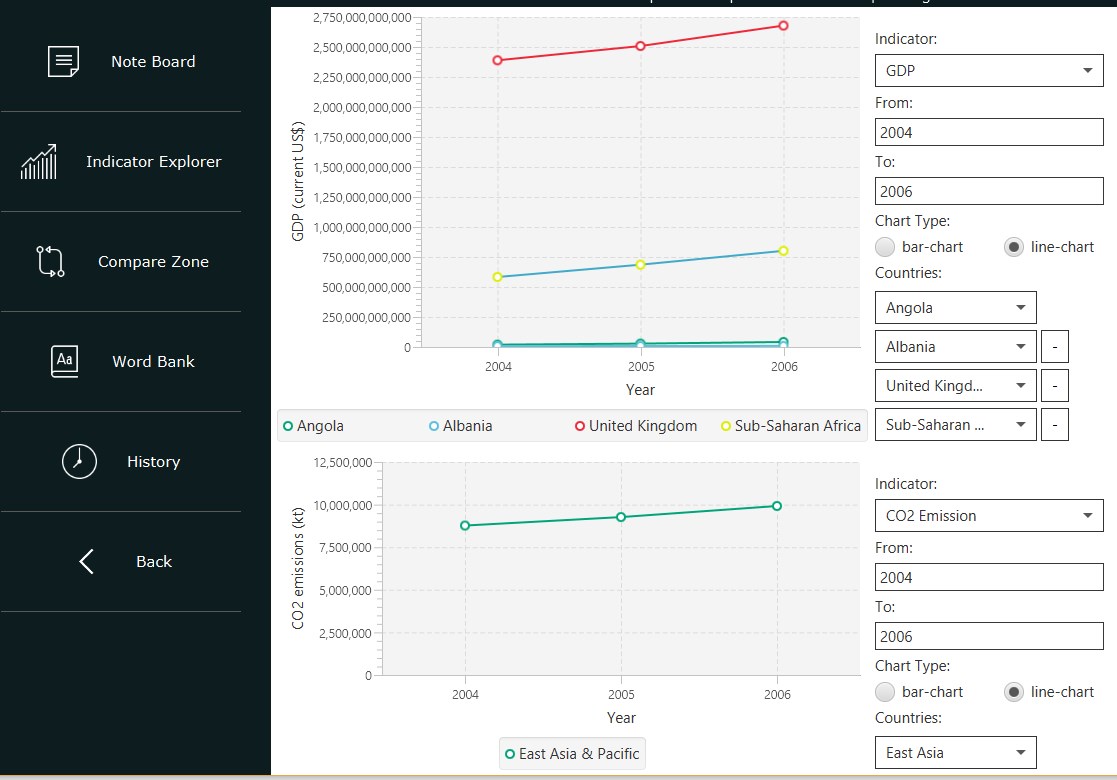 Note Board
Indicator Explorer
Compare Zone
Aa
Word Bank
History
Back
2,750,000,000,000
2,500,000,000,000
2,250,000,000,000
2,000,000,000,000
1,750,000,000,000
1,500,000,000,000
1,250,000,000,000
1,000,000,000,000
750,000,000,000
500,000,000,000
250,000,000,000
0
GDP (current US$)
2004 2005 2006
Year
Angola Albania United Kingdom Sub-Saharan Africa
Indicator:
GDP
From:
2004
To:
2006
Chart Type:
bar-chart line-chart
Countries:
Angola
Albania -
United Kingd... -
Sub-Saharan ... -
12,500,000
10,000,000
7,500,000
5,000,000
2,500,000
0
CO2 emissions (kt)
2004 2005 2006
Year
East Asia & Pacific
Indicator:
CO2 Emission
From:
2004
To:
2006
Chart Type:
bar-chart line-chart
Countries:
East Asia